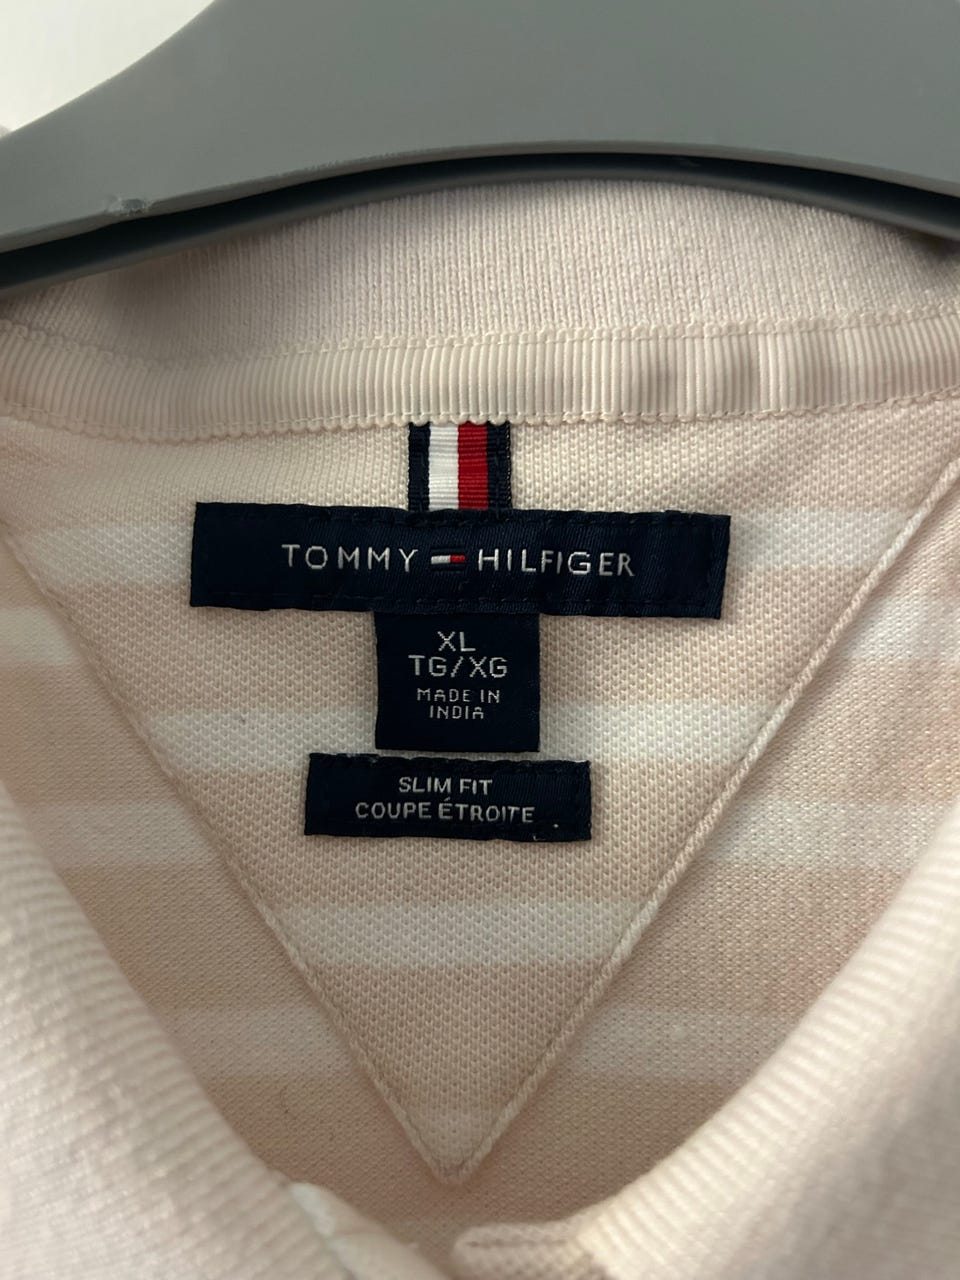 TOMMY HILFIGER
XL
TG/XG
MADE IN
INDIA
SLIM FIT
COUPE ÉTROITE